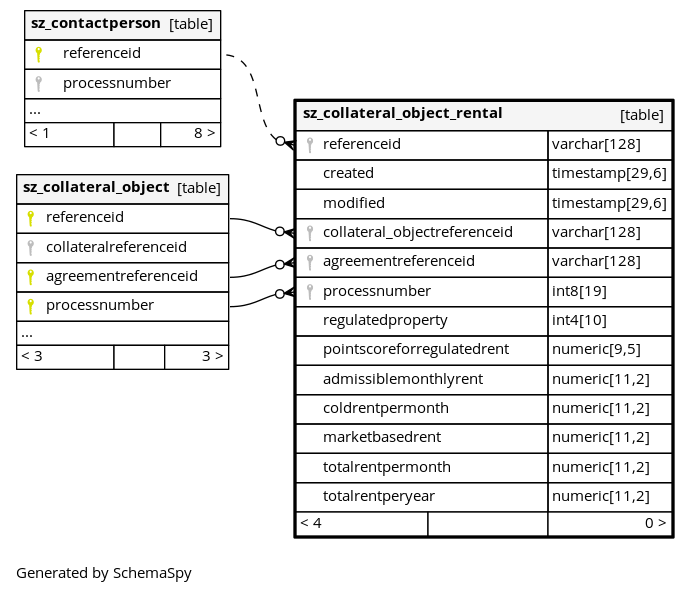 sz_contactperson [table]
referenceid
processnumber
...
< 1 8 >
sz_collateral_object [table]
referenceid
collateralreferenceid
agreementreferenceid
processnumber
...
< 3 3 >
sz_collateral_object_rental [table]
referenceid varchar[128]
created timestamp[29,6]
modified timestamp[29,6]
collateral_objectreferenceid varchar[128]
agreementreferenceid varchar[128]
processnumber int8[19]
regulatedproperty int4[10]
pointscoreforregulatedrent numeric[9,5]
admissiblemonthlyrent numeric[11,2]
coldrentpermonth numeric[11,2]
marketbasedrent numeric[11,2]
totalrentpermonth numeric[11,2]
totalrentperyear numeric[11,2]
< 4 0 >
Generated by SchemaSpy